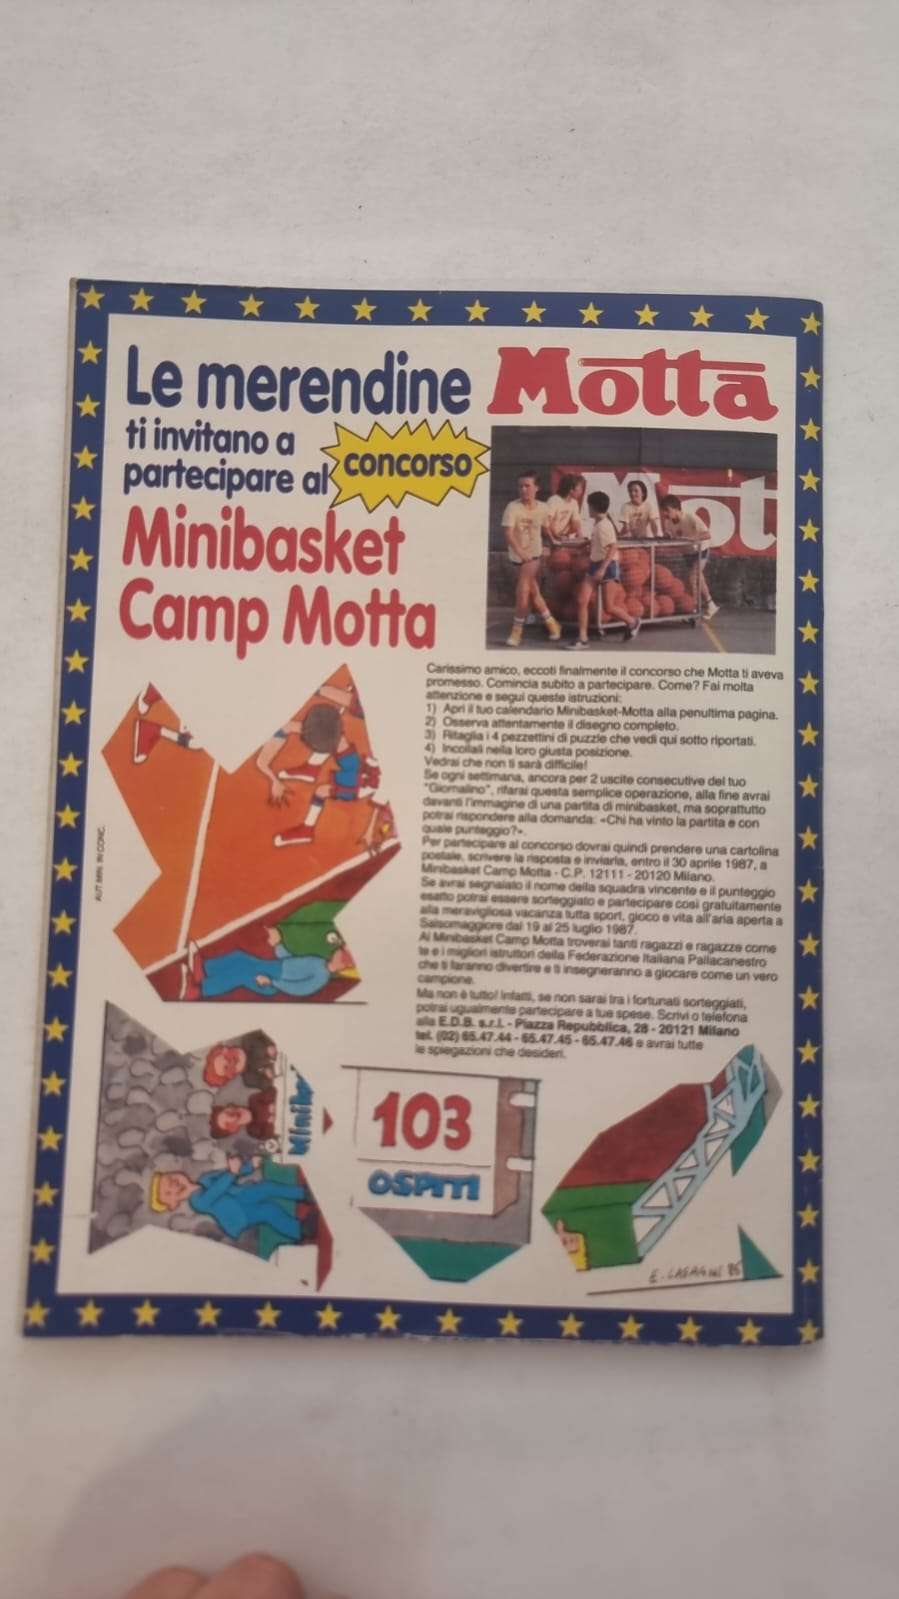 Le merendine Motta
ti invitano a
partecipare al concorso
Minibasket
Camp Motta
Mot
Carissimo amico, eccoti finalmente il concorso che Motta ti aveva
promesso. Comincia subito a partecipare. Come? Fai molta
attenzione e segui queste istruzioni:
1) Apri il tuo calendario Minibasket-Motta alla penultima pagina.
2) Osserva attentamente il disegno completo.
3) Ritaglia i 4 pezzettini di puzzle che vedi qui sotto riportati.
4) Incollali nella loro giusta posizione.
Vedrai che non ti sarà difficile!
Se ogni settimana, ancora per 2 uscite consecutive del tuo
"Giornalino", rifarai questa semplice operazione, alla fine avrai
davanti l'immagine di una partita di minibasket, ma soprattutto
potrai rispondere alla domanda: «Chi ha vinto la partita e con
quale punteggio?».
Per partecipare al concorso dovrai quindi prendere una cartolina
postale, scrivere la risposta e inviarla, entro il 30 aprile 1987, a
Minibasket Camp Motta - C.P. 12111 - 20120 Milano.
Se avrai segnalato il nome della squadra vincente e il punteggio
esatto potrai essere sorteggiato e partecipare così gratuitamente
alla meravigliosa vacanza tutta sport, gioco e vita all'aria aperta a
Salsomaggiore dal 19 al 25 luglio 1987.
Al Minibasket Camp Motta troverai tanti ragazzi e ragazze come
te e i migliori istruttori della Federazione Italiana Pallacanestro
che ti faranno divertire e ti insegneranno a giocare come un vero
campione.
Ma non è tutto! Infatti, se non sarai tra i fortunati sorteggiati,
potrai ugualmente partecipare a tue spese. Scrivi o telefona
alla E.D.B. s.r.l. - Piazza Repubblica, 28 - 20121 Milano
tel. (02) 65.47.44 - 65.47.45 - 65.47.46 e avrai tutte
le spiegazioni che desideri.
AUT. MIN. IN CONC.
Minib
103
OSPITI